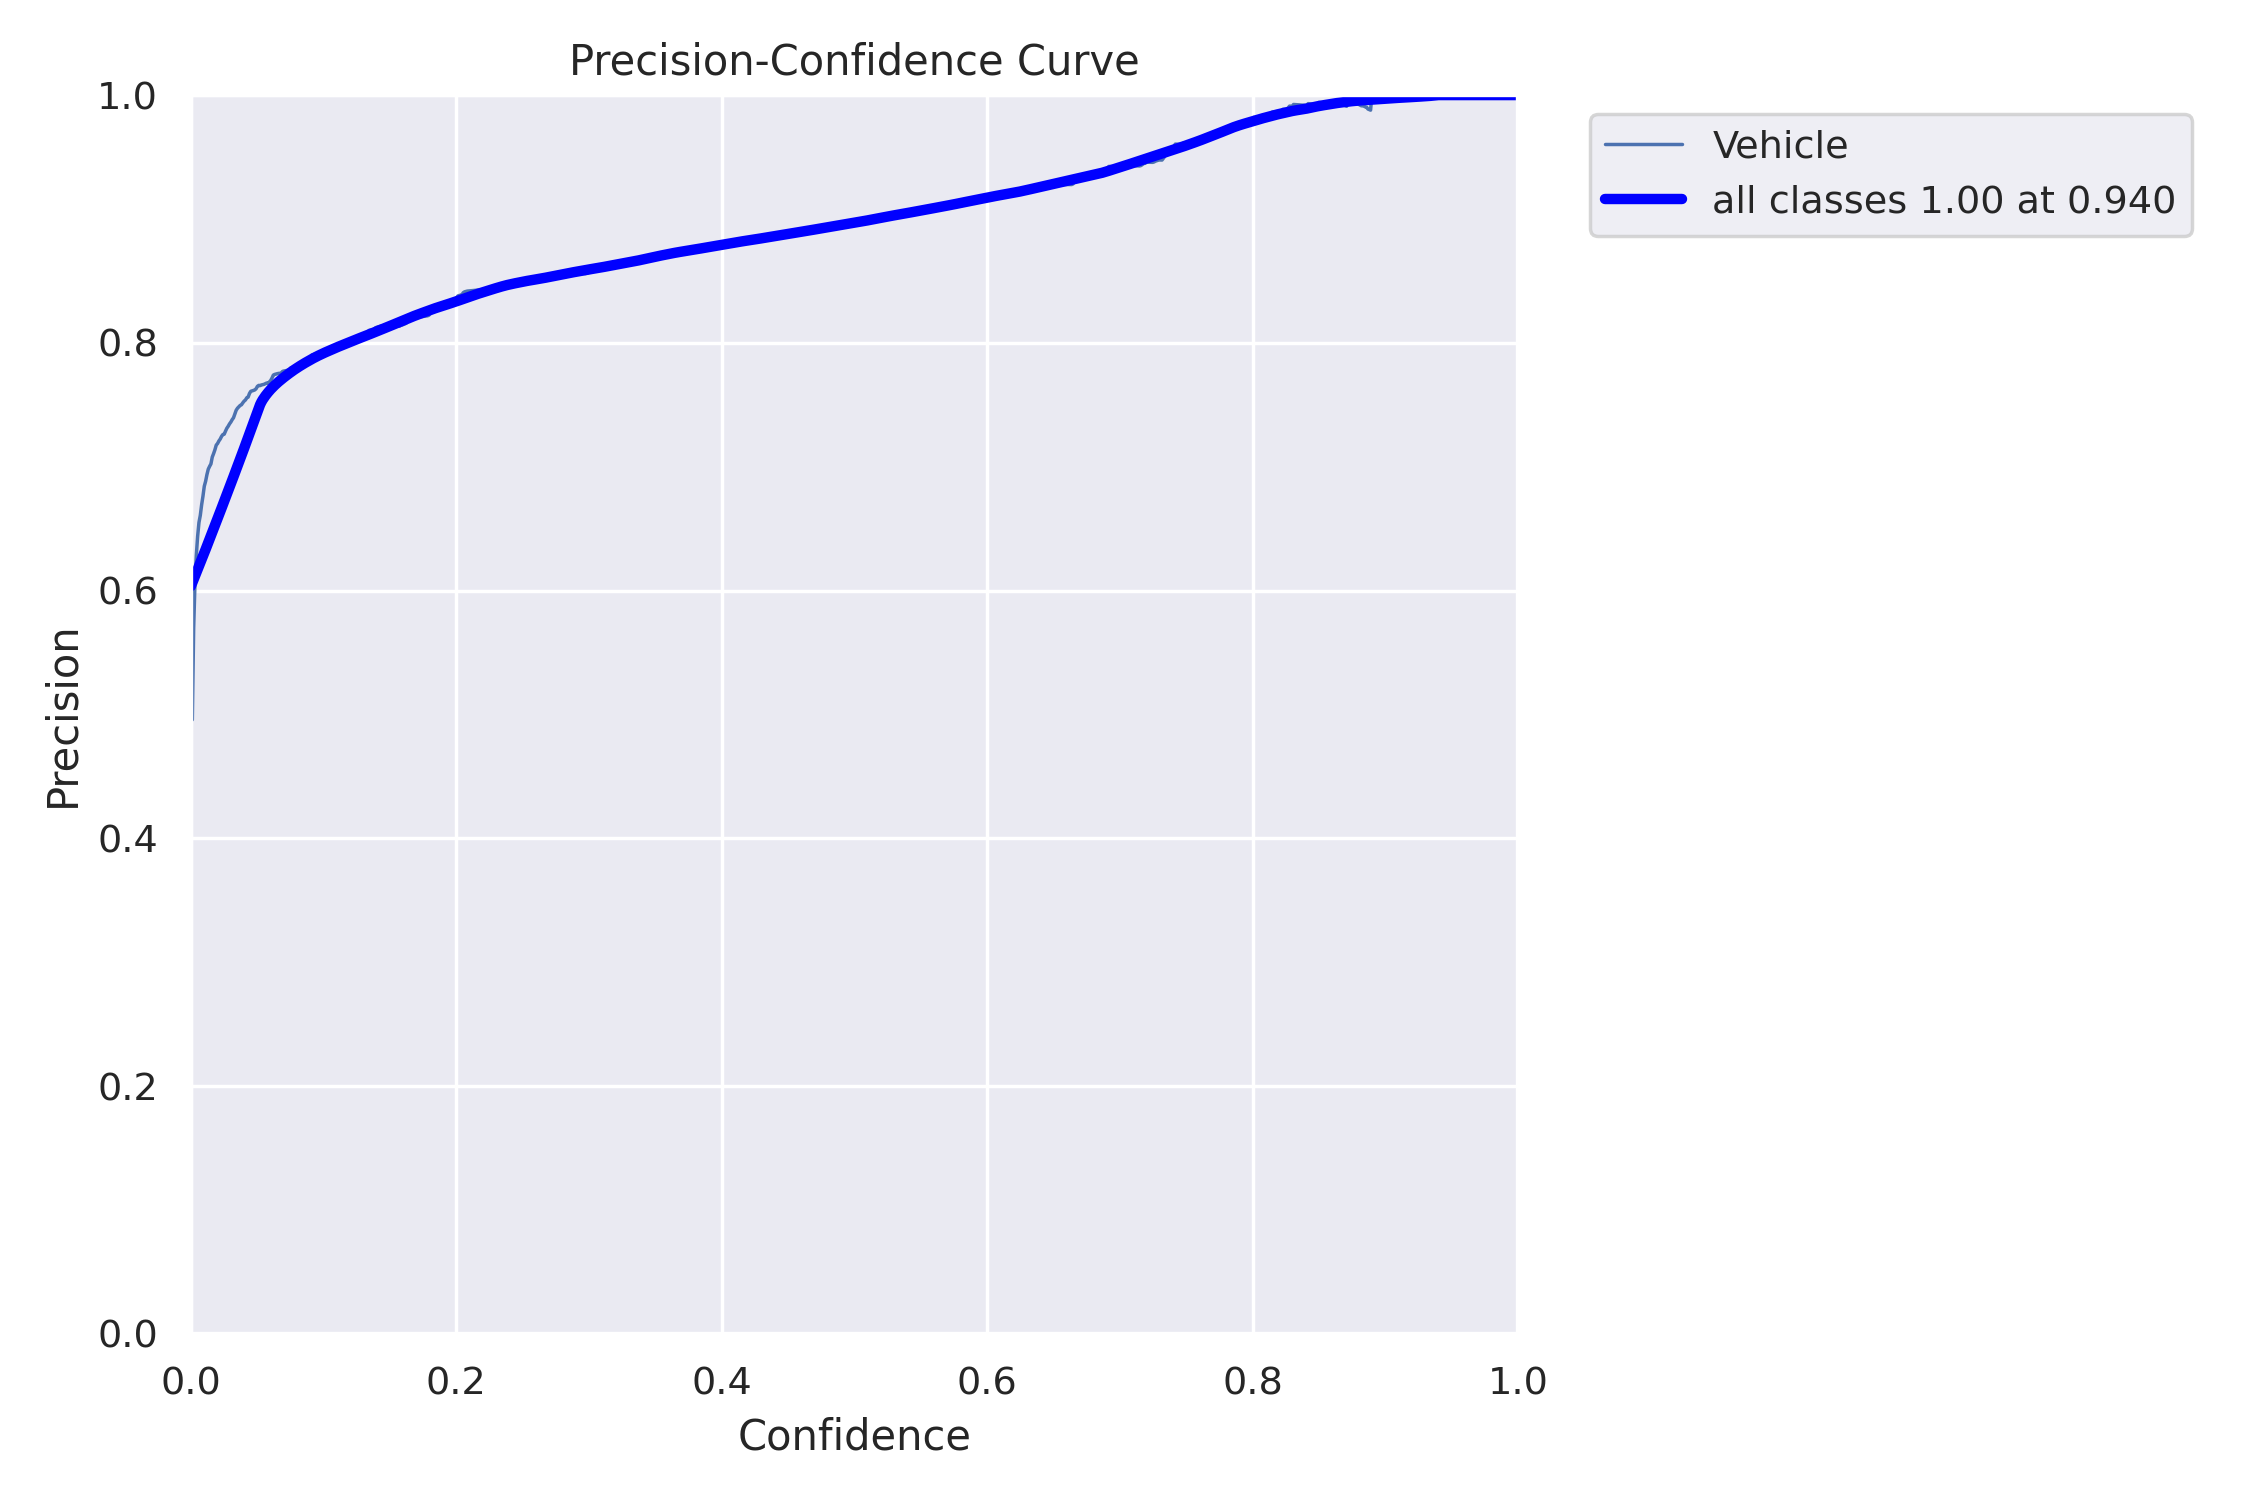 Precision-Confidence Curve
1.0
0.8
0.6
0.4
0.2
0.0
Precision
0.0 0.2 0.4 0.6 0.8 1.0
Confidence
Vehicle
all classes 1.00 at 0.940